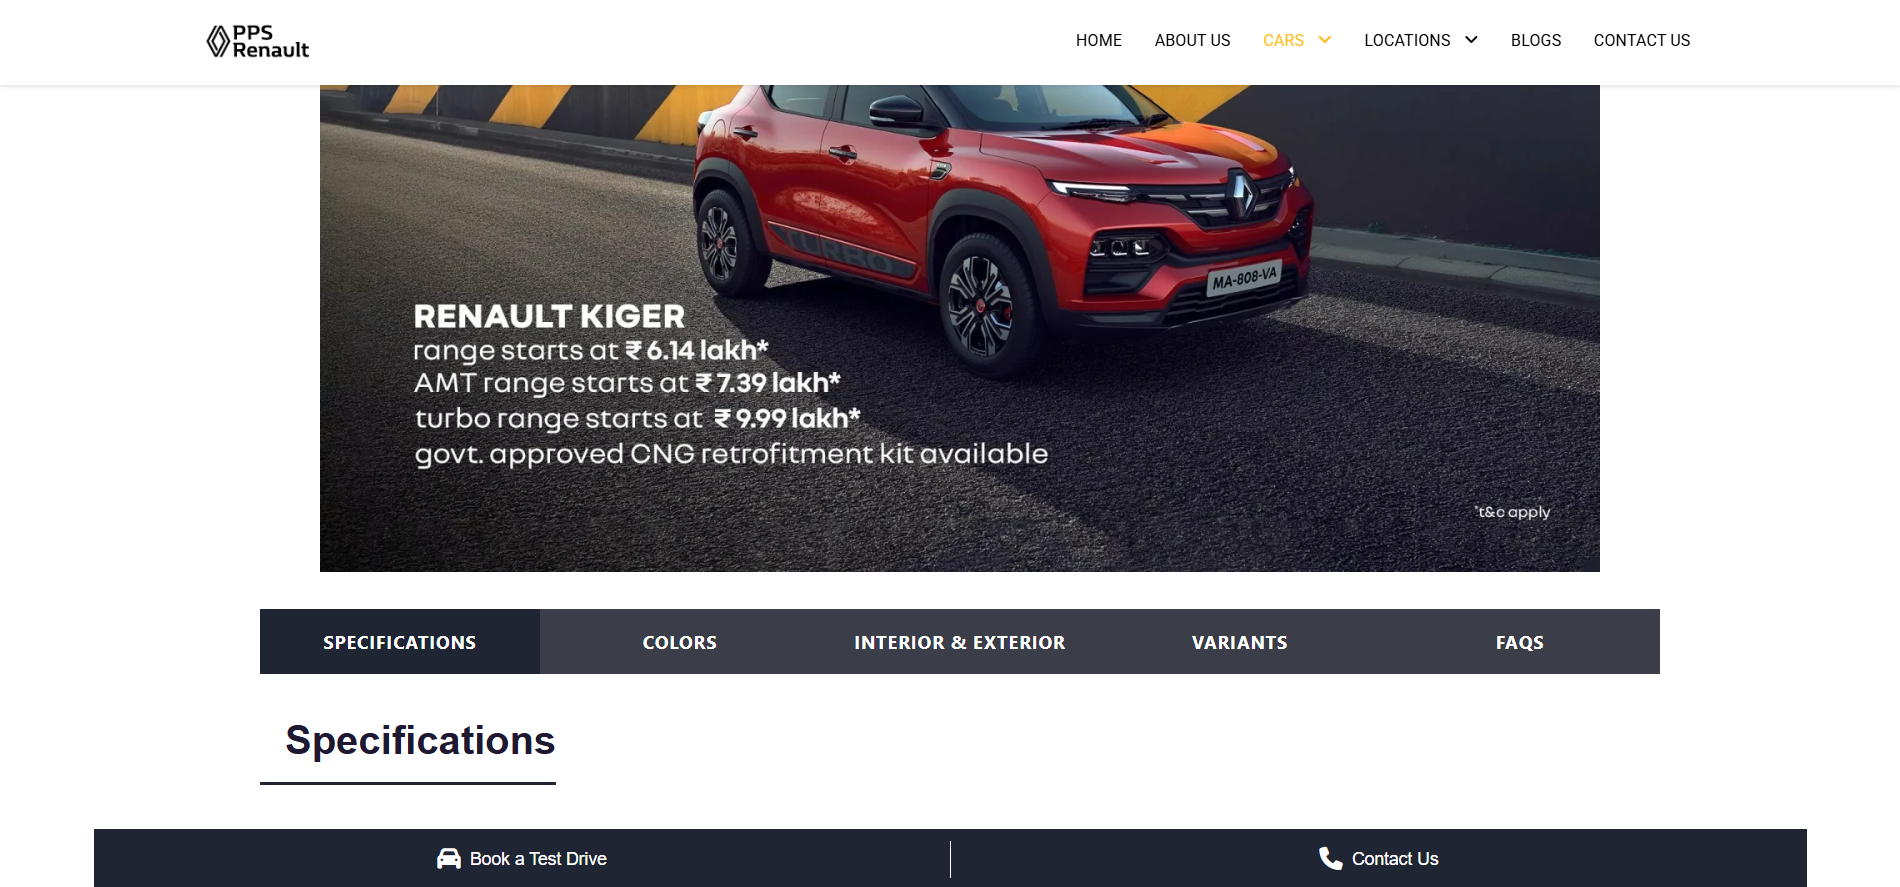 PPS
Renault
HOME
ABOUT US
CARS
LOCATIONS
BLOGS
CONTACT US
TURBO
MA-808-VA
RENAULT KIGER
range starts at ₹ 6.14 lakh*
AMT range starts at ₹ 7.39 lakh*
turbo range starts at ₹ 9.99 lakh*
govt. approved CNG retrofitment kit available
*t&c apply
SPECIFICATIONS
COLORS
INTERIOR & EXTERIOR
VARIANTS
FAQS
Specifications
Book a Test Drive
Contact Us